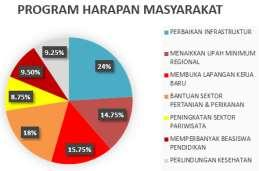 PROGRAM HARAPAN MASYARAKAT
9.25%
9.50%
8.75%
18%
15.75%
14.75%
24%
PERBAIKAN INFRASTRUKTUR
MENAIKKAN UPAH MINIMUM
REGIONAL
MEMBUKA LAPANGAN KERJA
BARU
BANTUAN SEKTOR
PERTANIAN & PERIKANAN
PENINGKATAN SEKTOR
PARIWISATA
MEMPERBANYAK BEASISWA
PENDIDIKAN
PERLINDUNGAN KESEHATAN